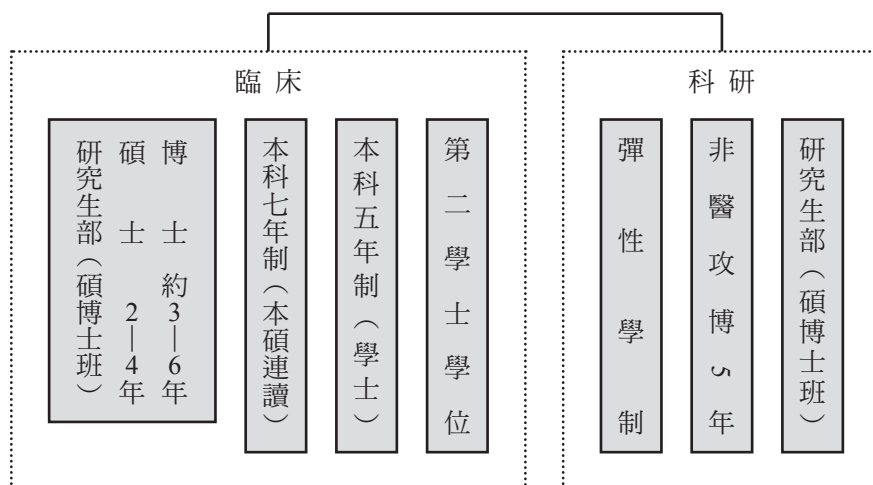 臨床
科研
研究生部（碩博士班）
碩士 2—4年
博士 約3—6年
本科七年制（本碩連讀）
本科五年制（學士）
第二學士學位
彈性學制
非醫攻博5年
研究生部（碩博士班）